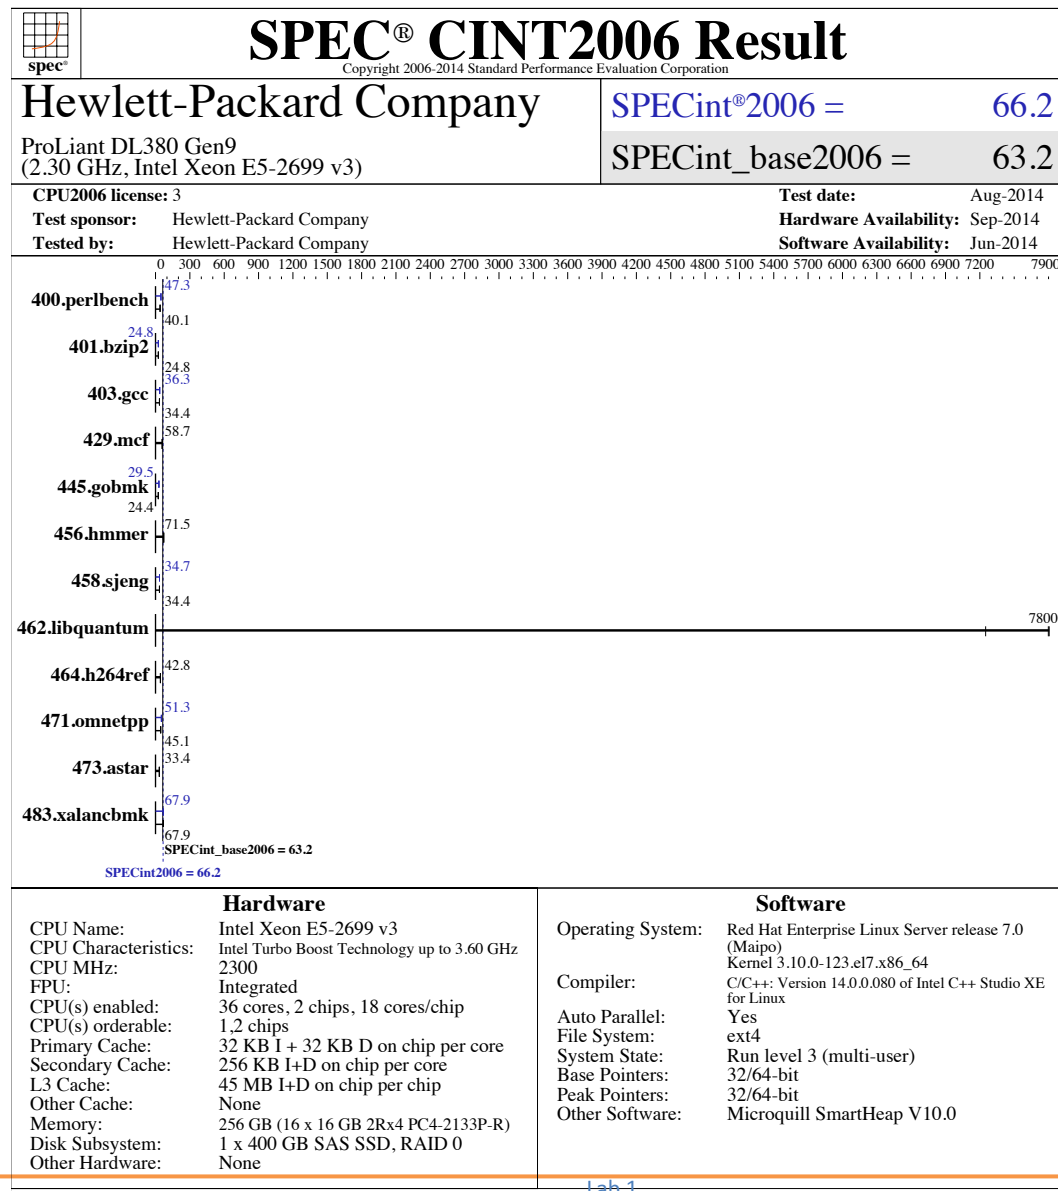 spec®
SPEC® CINT2006 Result
Copyright 2006-2014 Standard Performance Evaluation Corporation
Hewlett-Packard Company
ProLiant DL380 Gen9
(2.30 GHz, Intel Xeon E5-2699 v3)
SPECint®2006 = 66.2
SPECint_base2006 = 63.2
CPU2006 license: 3
Test sponsor: Hewlett-Packard Company
Tested by: Hewlett-Packard Company
Test date: Aug-2014
Hardware Availability: Sep-2014
Software Availability: Jun-2014
0 300 600 900 1200 1500 1800 2100 2400 2700 3000 3300 3600 3900 4200 4500 4800 5100 5400 5700 6000 6300 6600 6900 7200 7900
47.3
400.perlbench
40.1
24.8
401.bzip2
24.8
36.3
403.gcc
34.4
429.mcf 58.7
29.5
445.gobmk
24.4
456.hmmer 71.5
34.7
458.sjeng
34.4
462.libquantum 7800
464.h264ref 42.8
51.3
471.omnetpp
45.1
473.astar 33.4
67.9
483.xalancbmk
67.9
SPECint_base2006 = 63.2
SPECint2006 = 66.2
Hardware
CPU Name: Intel Xeon E5-2699 v3
CPU Characteristics: Intel Turbo Boost Technology up to 3.60 GHz
CPU MHz: 2300
FPU: Integrated
CPU(s) enabled: 36 cores, 2 chips, 18 cores/chip
CPU(s) orderable: 1,2 chips
Primary Cache: 32 KB I + 32 KB D on chip per core
Secondary Cache: 256 KB I+D on chip per core
L3 Cache: 45 MB I+D on chip per chip
Other Cache: None
Memory: 256 GB (16 x 16 GB 2Rx4 PC4-2133P-R)
Disk Subsystem: 1 x 400 GB SAS SSD, RAID 0
Other Hardware: None
Software
Operating System: Red Hat Enterprise Linux Server release 7.0
(Maipo)
Kernel 3.10.0-123.el7.x86_64
Compiler: C/C++: Version 14.0.0.080 of Intel C++ Studio XE
for Linux
Auto Parallel: Yes
File System: ext4
System State: Run level 3 (multi-user)
Base Pointers: 32/64-bit
Peak Pointers: 32/64-bit
Other Software: Microquill SmartHeap V10.0
Lab 1